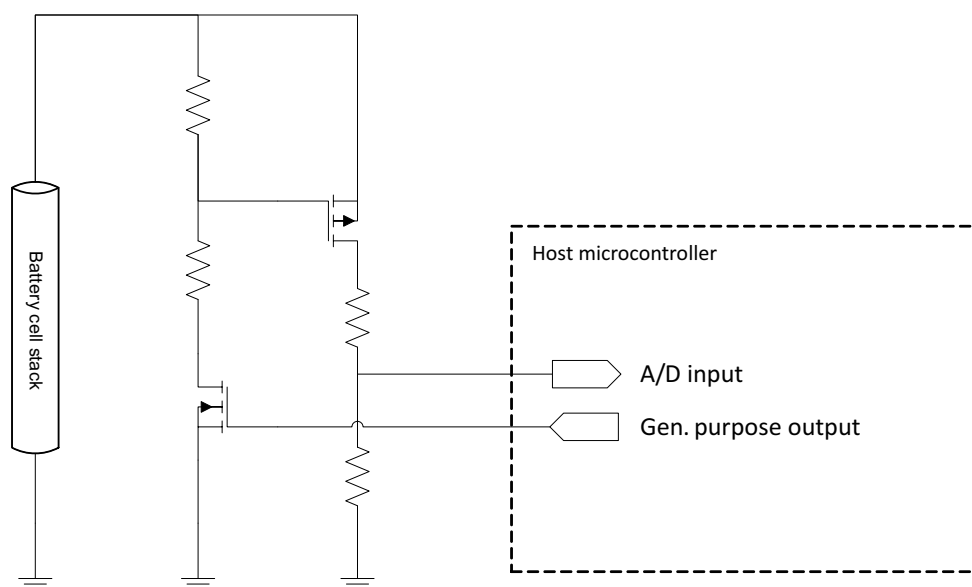 Battery cell stack
Host microcontroller
A/D input
Gen. purpose output